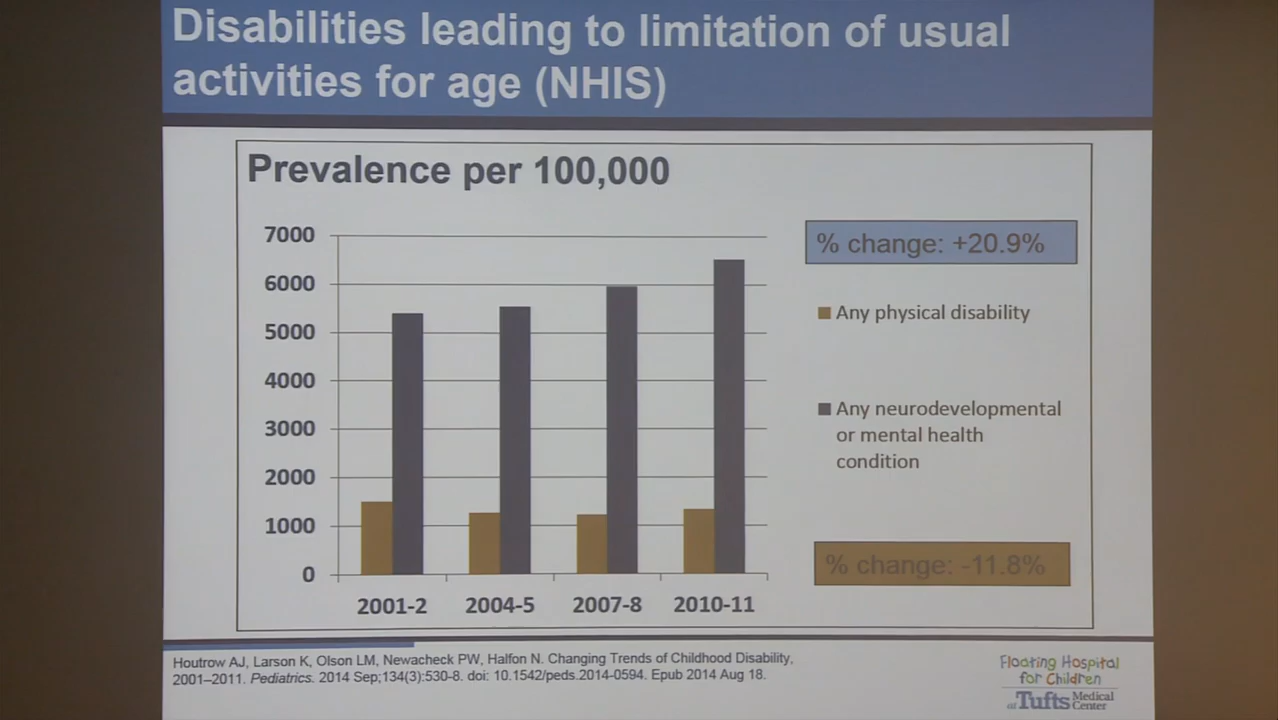 Disabilities leading to limitation of usual
activities for age (NHIS)
Prevalence per 100,000
7000
6000
5000
4000
3000
2000
1000
0
2001-2 2004-5 2007-8 2010-11
% change: +20.9%
Any physical disability
Any neurodevelopmental
or mental health
condition
% change: -11.8%
Houtrow AJ, Larson K, Olson LM, Newacheck PW, Halfon N. Changing Trends of Childhood Disability,
2001–2011. Pediatrics. 2014 Sep;134(3):530-8. doi: 10.1542/peds.2014-0594. Epub 2014 Aug 18.
Floating Hospital
for Children
at Tufts Medical
Center